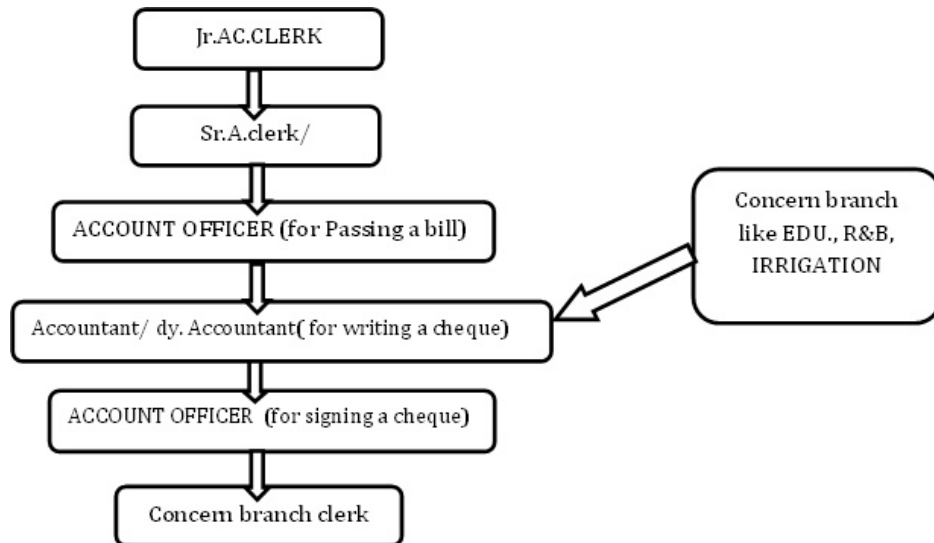 Jr.AC.CLERK
Sr.A.clerk/
ACCOUNT OFFICER (for Passing a bill)
Concern branch
like EDU., R&B,
IRRIGATION
Accountant/ dy. Accountant( for writing a cheque)
ACCOUNT OFFICER (for signing a cheque)
Concern branch clerk